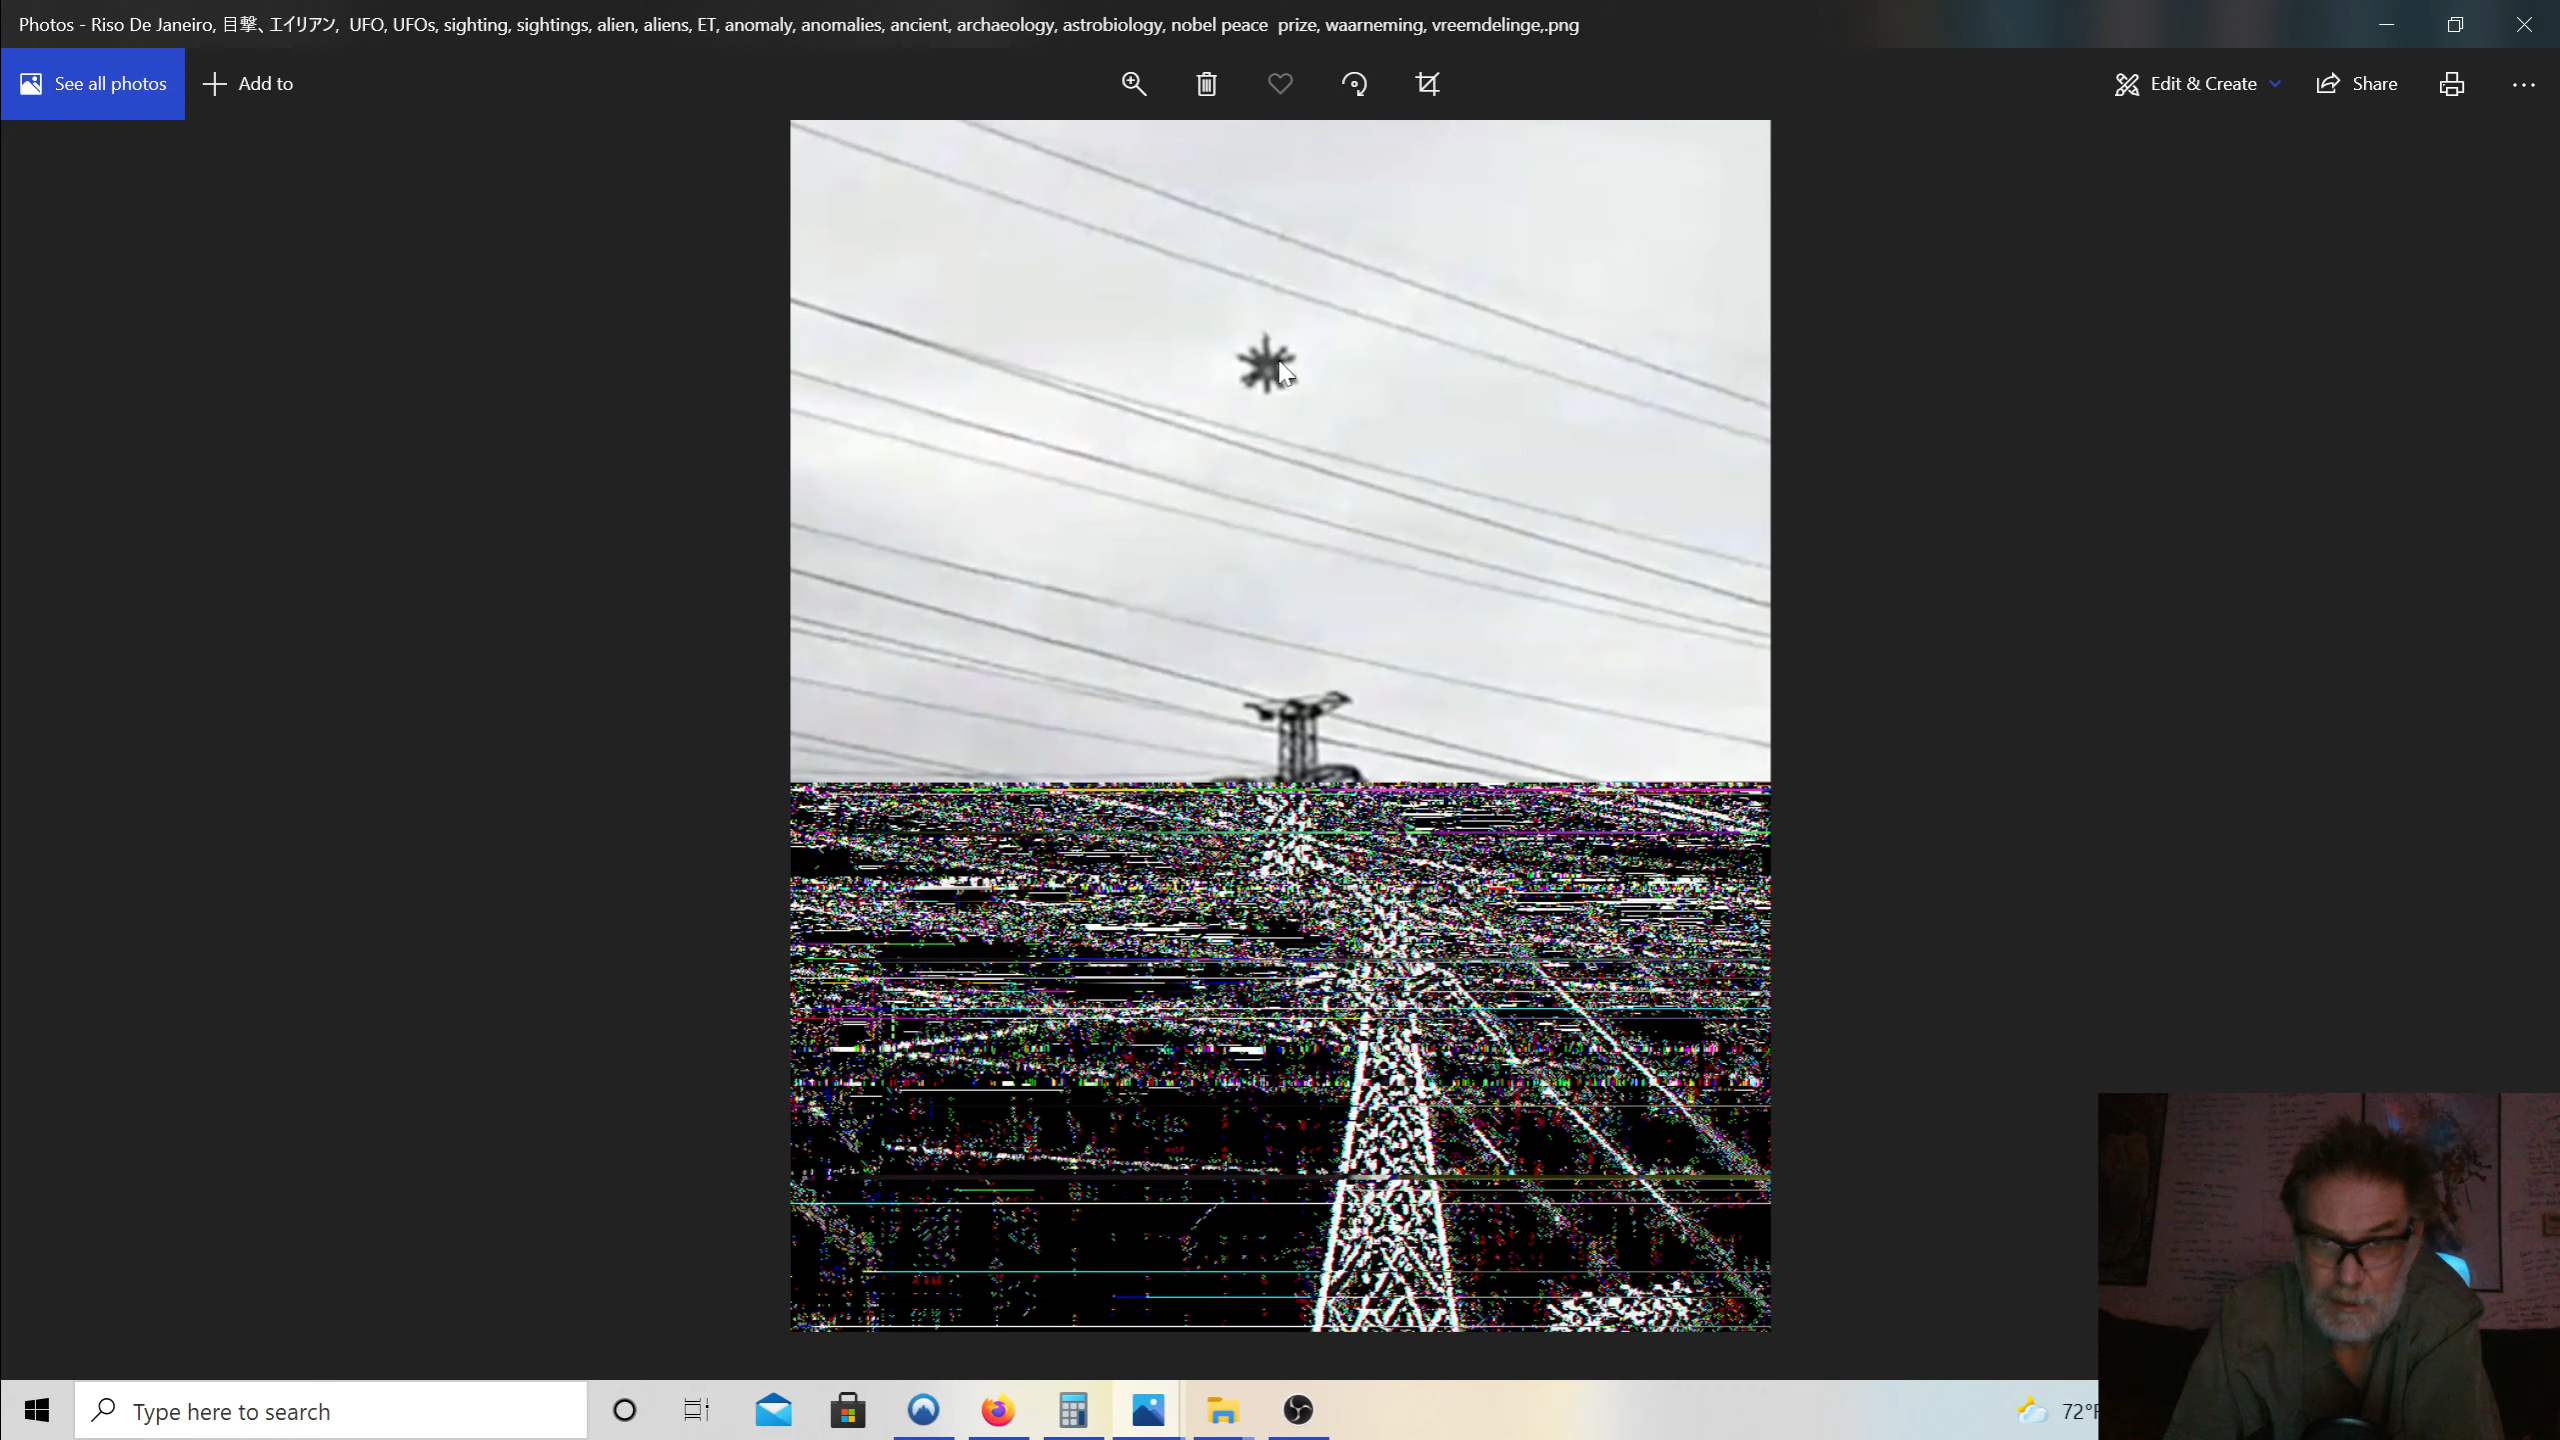 Photos - Riso De Janeiro, 目撃、エイリアン, UFO, UFOs, sighting, sightings, alien, aliens, ET, anomaly, anomalies, ancient, archaeology, astrobiology, nobel peace  prize, waarneming, vreemdelinge,.png
See all photos
Add to
Edit & Create
Share
Type here to search
72°F